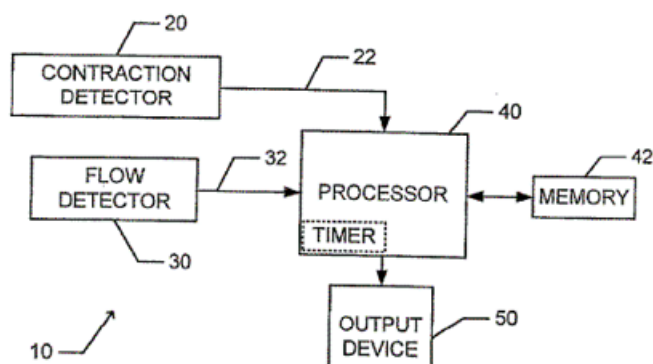 20
CONTRACTION
DETECTOR
22
40
42
32
FLOW
DETECTOR
PROCESSOR
MEMORY
TIMER
30
10
OUTPUT
DEVICE
50